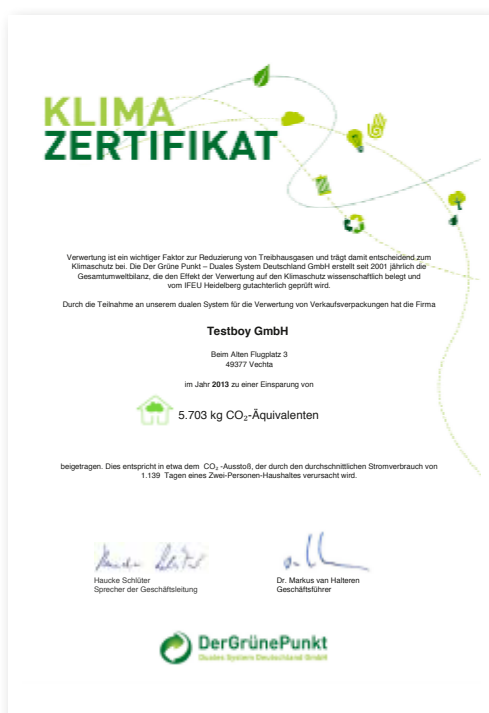 KLIMA
ZERTIFIKAT
Verwertung ist ein wichtiger Faktor zur Reduzierung von Treibhausgasen und trägt damit entscheidend zum
Klimaschutz bei. Die Der Grüne Punkt – Duales System Deutschland GmbH erstellt seit 2001 jährlich die
Gesamtumweltbilanz, die den Effekt der Verwertung auf den Klimaschutz wissenschaftlich belegt und
vom IFEU Heidelberg gutachterlich geprüft wird.
Durch die Teilnahme an unserem dualen System für die Verwertung von Verkaufsverpackungen hat die Firma
Testboy GmbH
Beim Alten Flugplatz 3
49377 Vechta
im Jahr 2013 zu einer Einsparung von
5.703 kg CO₂-Äquivalenten
beigetragen. Dies entspricht in etwa dem CO₂ -Ausstoß, der durch den durchschnittlichen Stromverbrauch von
1.139 Tagen eines Zwei-Personen-Haushaltes verursacht wird.
Haucke Schlüter
Sprecher der Geschäftsleitung
Dr. Markus van Halteren
Geschäftsführer
DerGrünePunkt
Duales System Deutschland GmbH